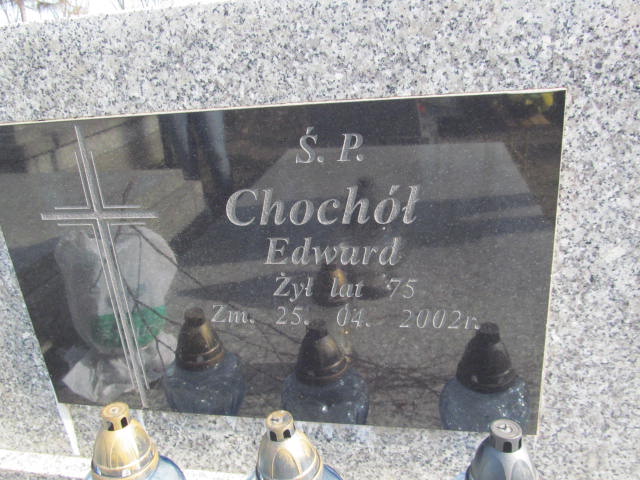 Ś. P.
Chochół
Edward
Żył lat 75
Zm. 25. 04. 2002r.